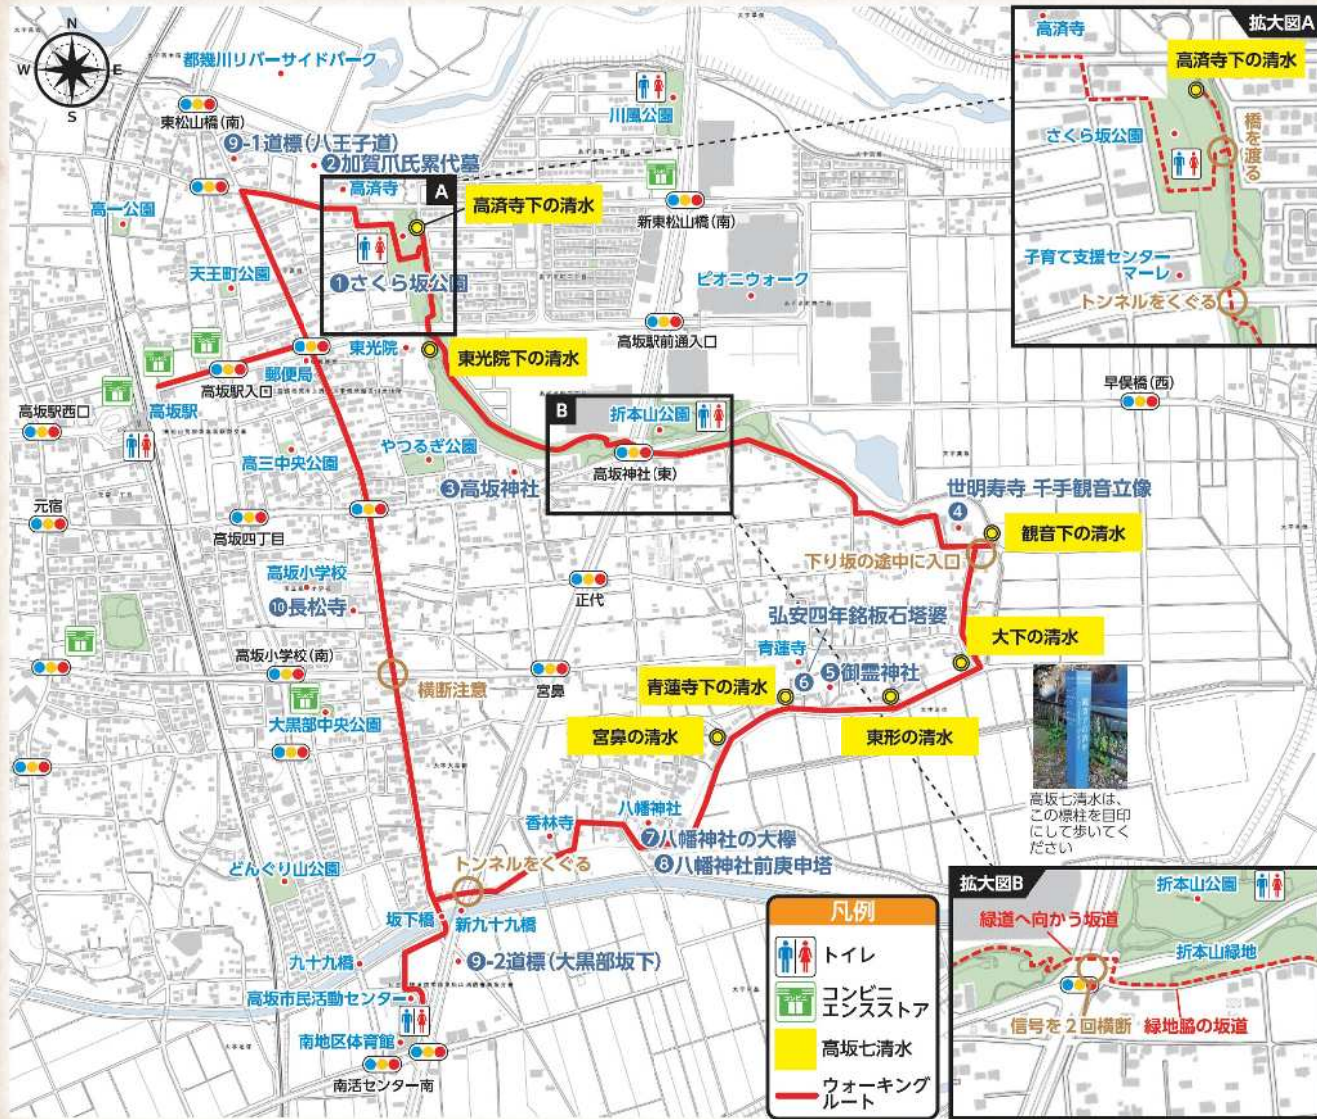 N
W
E
S
都幾川リバーサイドパーク
東松山橋(南)
❾-1道標(八王子道)
❷加賀爪氏累代墓
高済寺
A
高済寺下の清水
川風公園
新東松山橋(南)
高一公園
天王町公園
❶さくら坂公園
ピオニウォーク
高坂駅前通入口
東光院
東光院下の清水
郵便局
高坂駅入口
高坂駅
高坂駅西口
早俣橋(西)
B
折本山公園
高坂神社(東)
高三中央公園
やつるぎ公園
❸高坂神社
元宿
高坂四丁目
世明寿寺 千手観音立像
❹
観音下の清水
下り坂の途中に入口
高坂小学校
❿長松寺
正代
弘安四年銘板石塔婆
大下の清水
高坂小学校(南)
横断注意
宮鼻
青蓮寺
❻
❺御霊神社
青蓮寺下の清水
大黒部中央公園
宮鼻の清水
東形の清水
高坂七清水は、
この標柱を目印
にして歩いてく
ださい
香林寺
八幡神社
❼八幡神社の大欅
❽八幡神社前庚申塔
どんぐり山公園
トンネルをくぐる
坂下橋
新九十九橋
九十九橋
❾-2道標(大黒部坂下)
高坂市民活動センター
南地区体育館
南活センター南
凡例
トイレ
コンビニ
コンビニ
エンスストア
高坂七清水
ウォーキング
ルート
拡大図A
高済寺
高済寺下の清水
さくら坂公園
橋を渡る
子育て支援センター
マーレ
トンネルをくぐる
拡大図B
折本山公園
緑道へ向かう坂道
折本山緑地
信号を2回横断
緑地脇の坂道